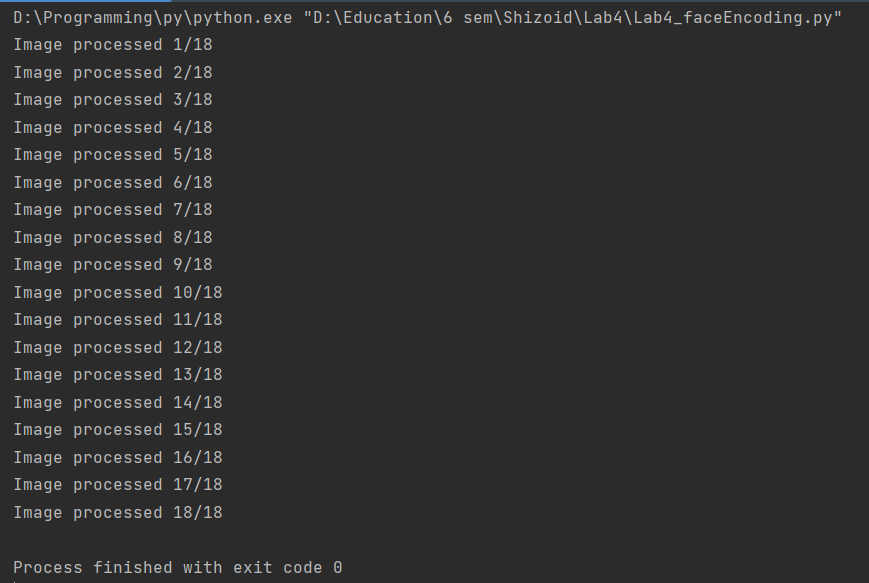 D:\Programming\py\python.exe "D:\Education\6 sem\Shizoid\Lab4\Lab4_faceEncoding.py"
Image processed 1/18
Image processed 2/18
Image processed 3/18
Image processed 4/18
Image processed 5/18
Image processed 6/18
Image processed 7/18
Image processed 8/18
Image processed 9/18
Image processed 10/18
Image processed 11/18
Image processed 12/18
Image processed 13/18
Image processed 14/18
Image processed 15/18
Image processed 16/18
Image processed 17/18
Image processed 18/18
Process finished with exit code 0